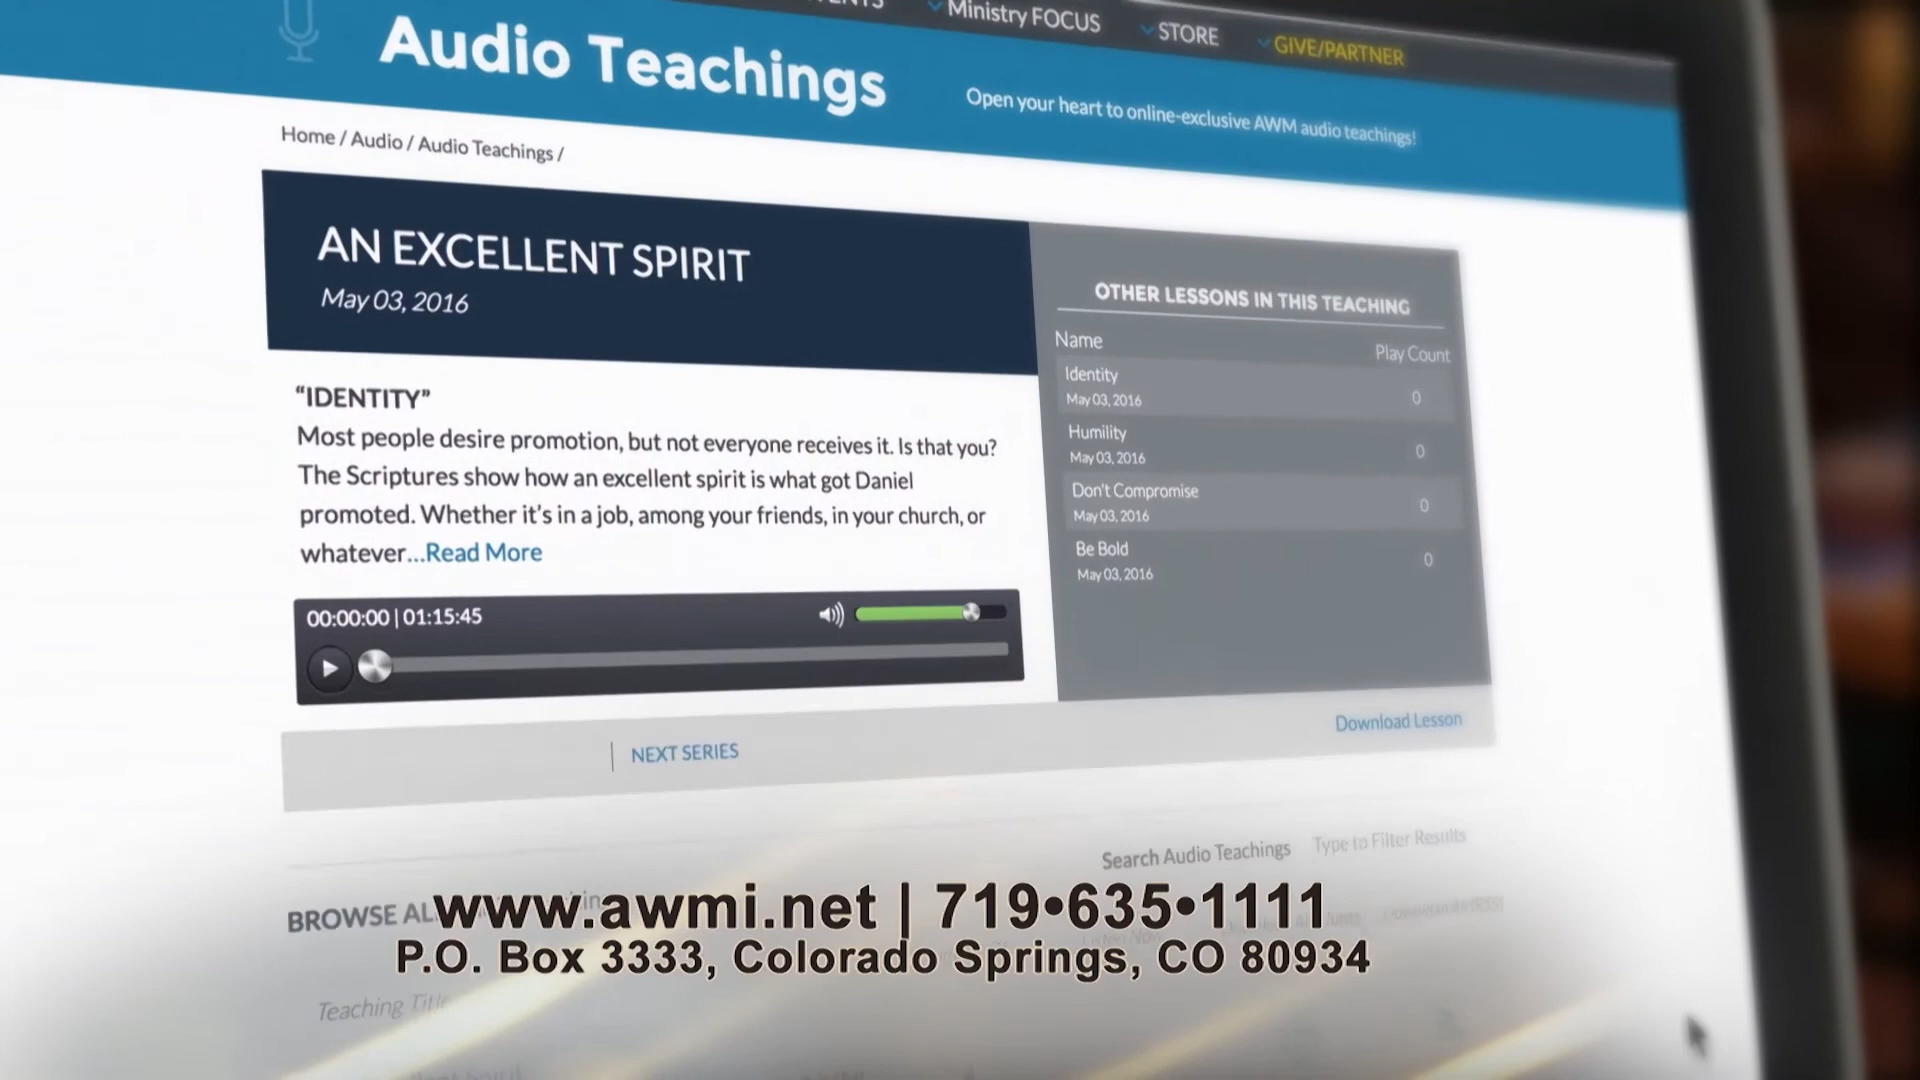 Ministry FOCUS
STORE
GIVE/PARTNER
Audio Teachings
Open your heart to online-exclusive AWM audio teachings!
Home / Audio / Audio Teachings /
AN EXCELLENT SPIRIT
May 03, 2016
“IDENTITY”
Most people desire promotion, but not everyone receives it. Is that you?
The Scriptures show how an excellent spirit is what got Daniel
promoted. Whether it’s in a job, among your friends, in your church, or
whatever...Read More
00:00:00 | 01:15:45
OTHER LESSONS IN THIS TEACHING
Name Play Count
Identity
May 03, 2016 0
Humility
May 03, 2016 0
Don't Compromise
May 03, 2016 0
Be Bold
May 03, 2016 0
| NEXT SERIES
Download Lesson
Search Audio Teachings Type to Filter Results
BROWSE
www.awmi.net | 719•635•1111
P.O. Box 3333, Colorado Springs, CO 80934
Teaching